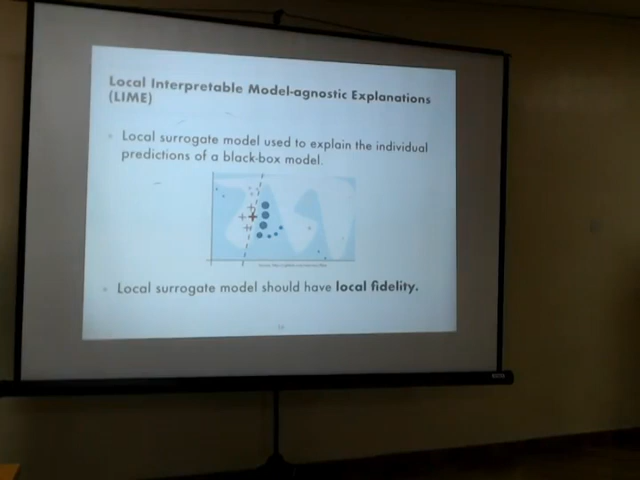 Local Interpretable Model-agnostic Explanations
(LIME)
Local surrogate model used to explain the individual
predictions of a black-box model.
Local surrogate model should have local fidelity.